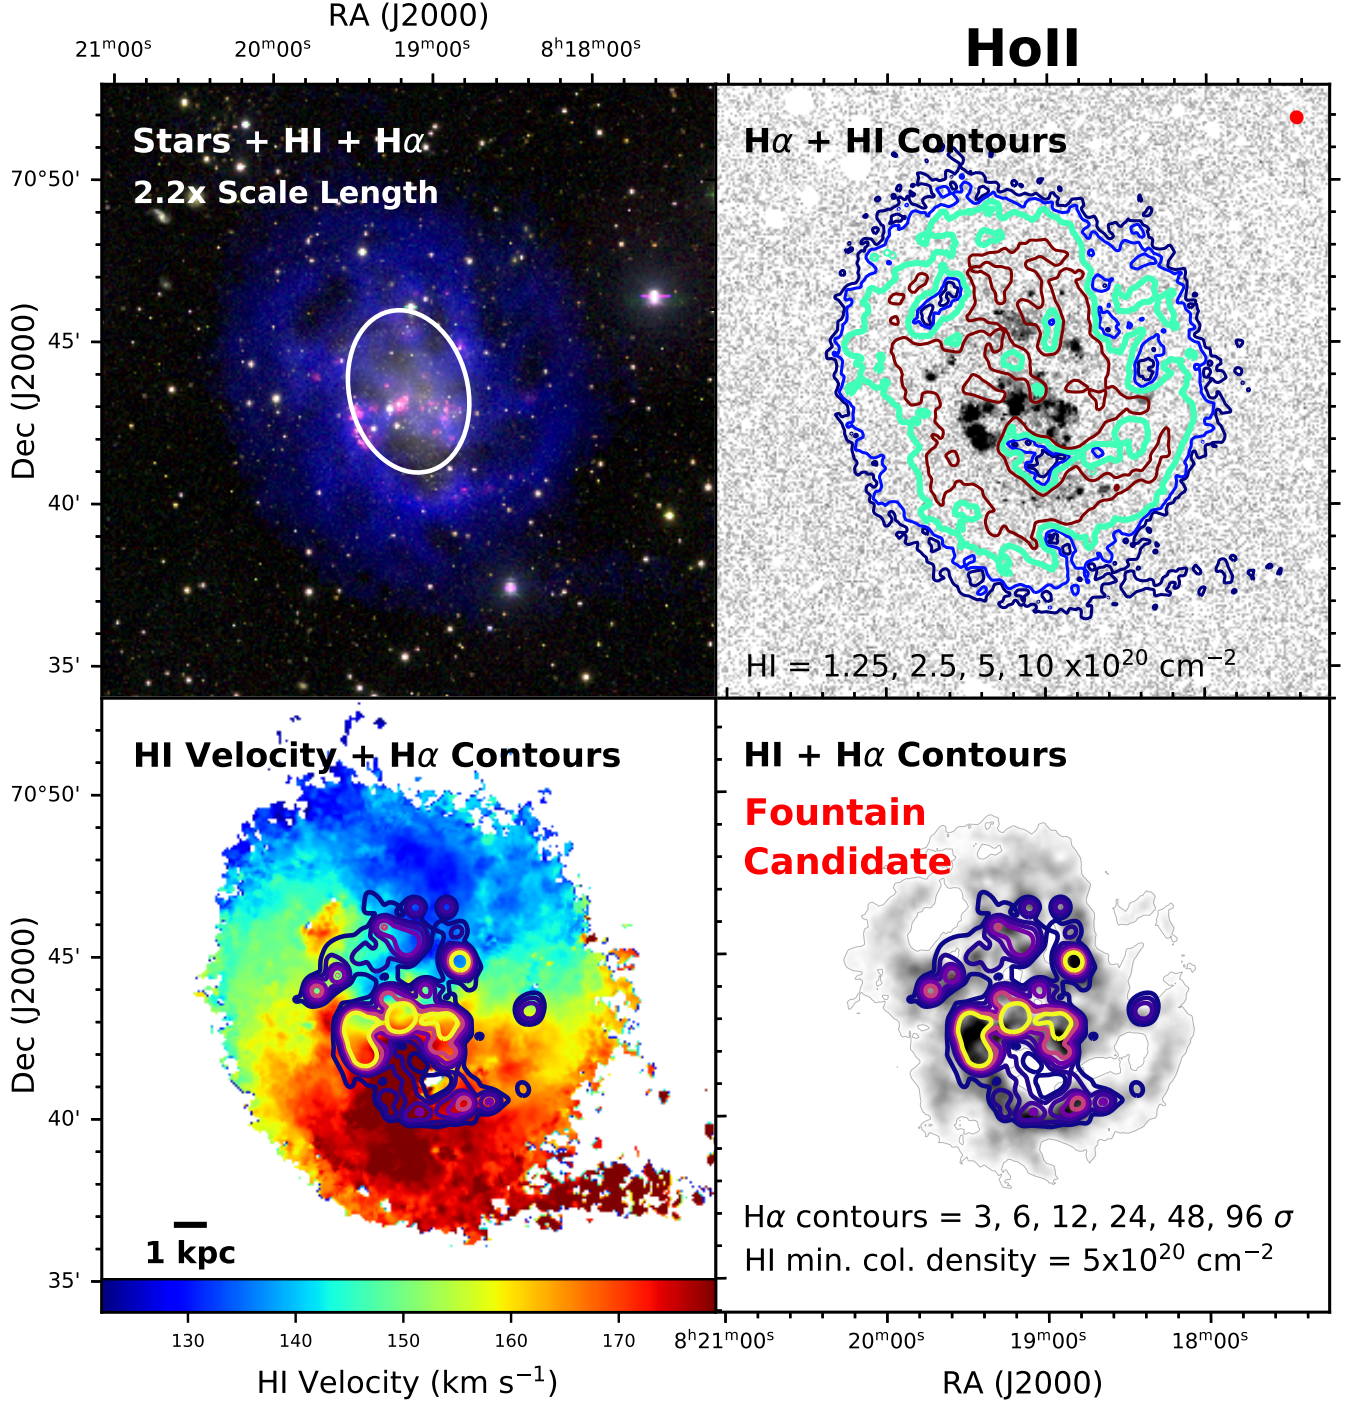 RA (J2000)
21ᵐ00ˢ 20ᵐ00ˢ 19ᵐ00ˢ 8ʰ18ᵐ00ˢ
HoII
Stars + HI + Hα
2.2x Scale Length
Hα + HI Contours
HI = 1.25, 2.5, 5, 10 x10²⁰ cm⁻²
70°50'
45'
40'
35'
Dec (J2000)
HI Velocity + Hα Contours
1 kpc
HI + Hα Contours
Fountain
Candidate
Hα contours = 3, 6, 12, 24, 48, 96 σ
HI min. col. density = 5x10²⁰ cm⁻²
70°50'
45'
40'
35'
Dec (J2000)
130 140 150 160 170
HI Velocity (km s⁻¹)
8ʰ21ᵐ00ˢ 20ᵐ00ˢ 19ᵐ00ˢ 18ᵐ00ˢ
RA (J2000)